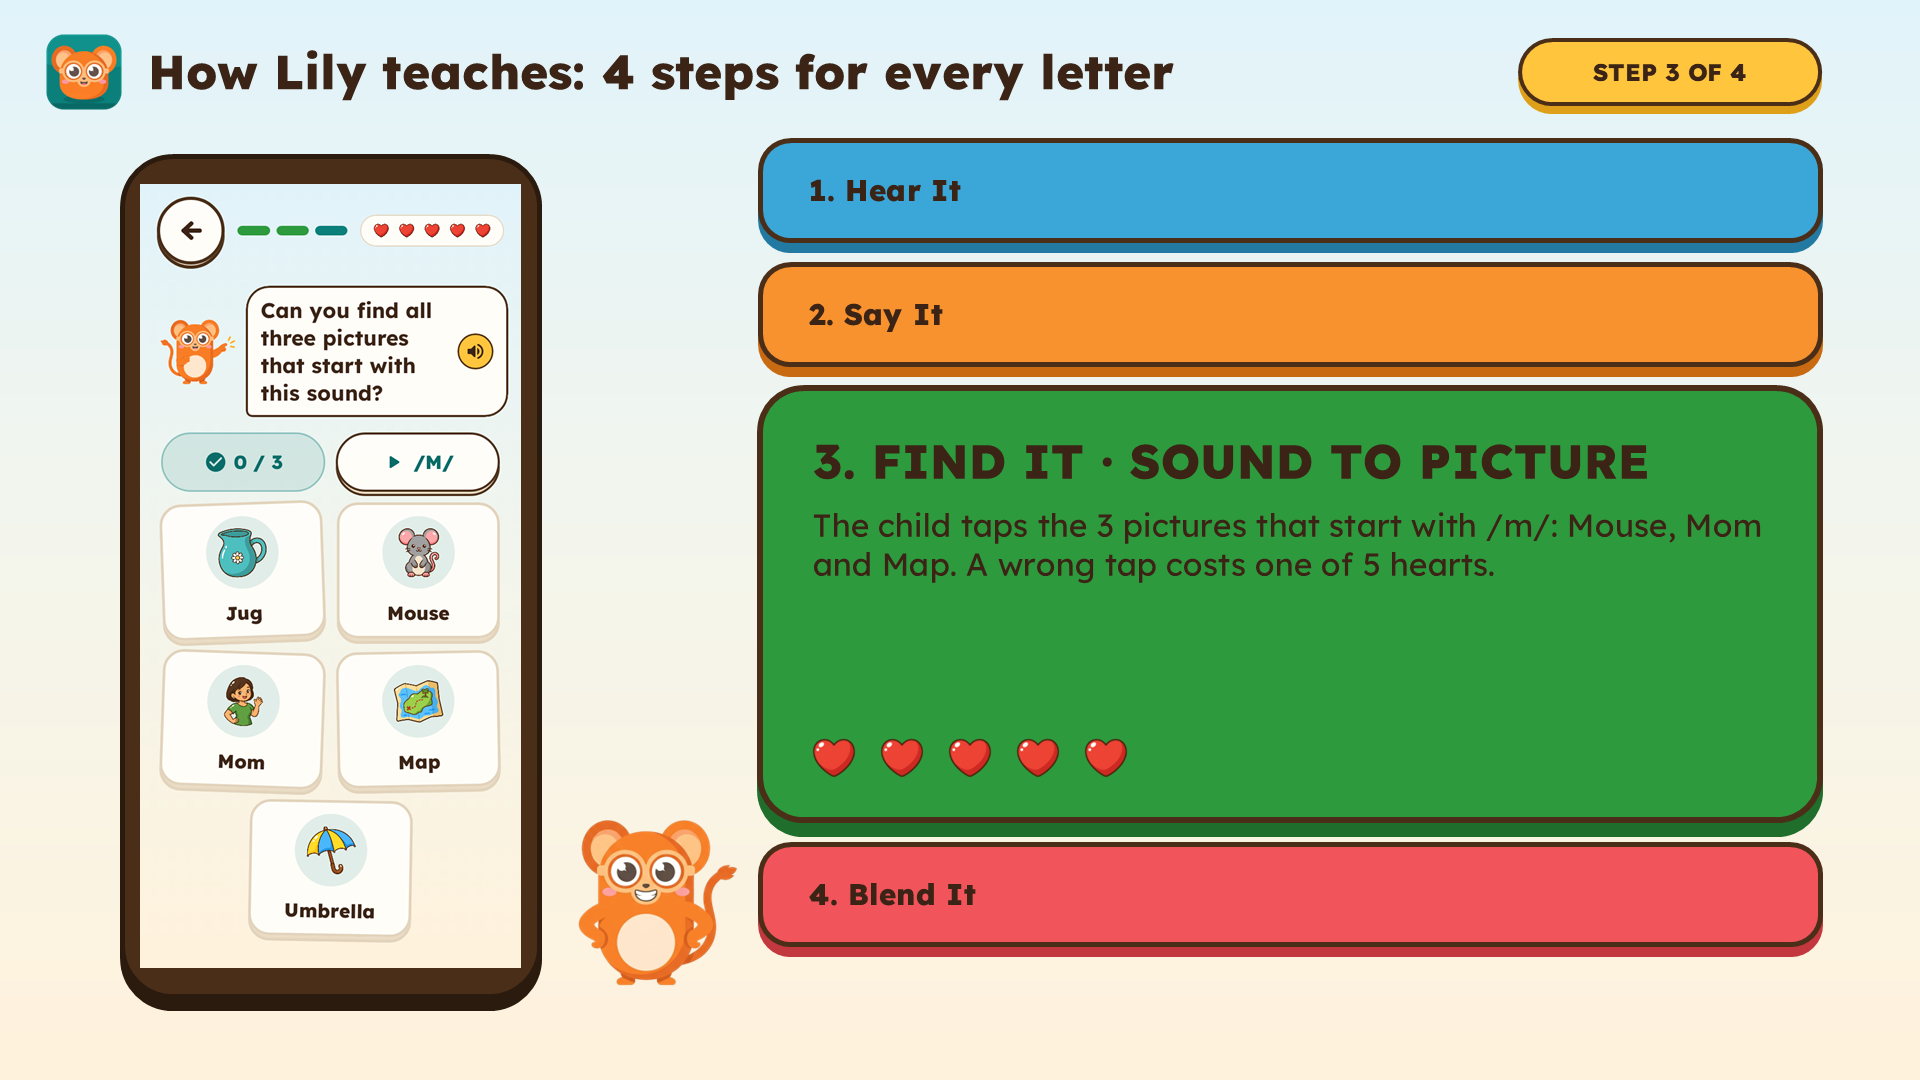 How Lily teaches: 4 steps for every letter
STEP 3 OF 4
Can you find all
three pictures
that start with
this sound?
0 / 3
/M/
Jug
Mouse
Mom
Map
Umbrella
1. Hear It
2. Say It
3. FIND IT · SOUND TO PICTURE
The child taps the 3 pictures that start with /m/: Mouse, Mom
and Map. A wrong tap costs one of 5 hearts.
4. Blend It